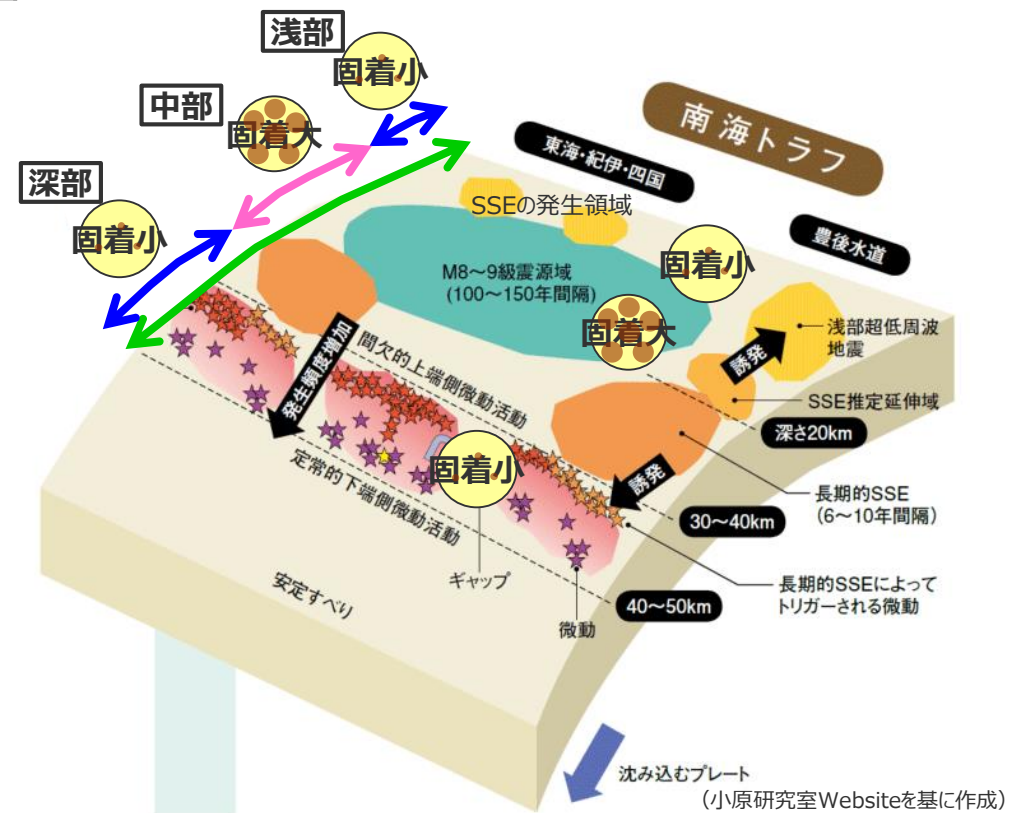 浅部
固着小
中部
固着大
深部
固着小
南海トラフ
東海・紀伊・四国
豊後水道
SSEの発生領域
固着小
M8～9級震源域
(100～150年間隔)
固着大
浅部超低周波
地震
誘発
SSE推定延伸域
深さ20km
間欠的上端側微動活動
発生頻度増加
固着小
誘発
長期的SSE
(6～10年間隔)
30～40km
定常的下端側微動活動
ギャップ
長期的SSEによって
トリガーされる微動
安定すべり
40～50km
微動
沈み込むプレート
（小原研究室Websiteを基に作成）